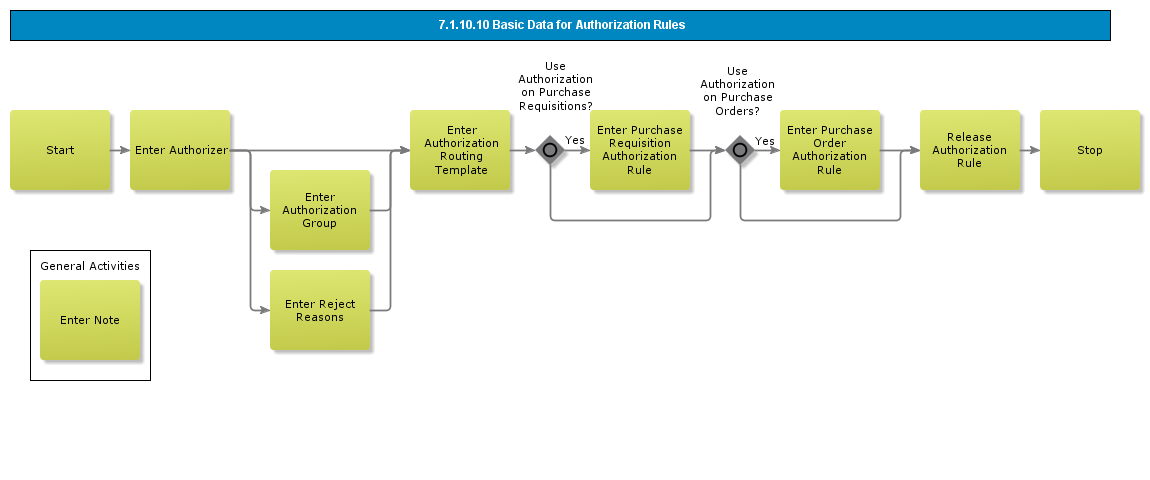 7.1.10.10 Basic Data for Authorization Rules
Start
Enter Authorizer
Enter
Authorization
Group
Enter Reject
Reasons
Enter
Authorization
Routing
Template
Use
Authorization
on Purchase
Requisitions?
Yes
Enter Purchase
Requisition
Authorization
Rule
Use
Authorization
on Purchase
Orders?
Yes
Enter Purchase
Order
Authorization
Rule
Release
Authorization
Rule
Stop
General Activities
Enter Note